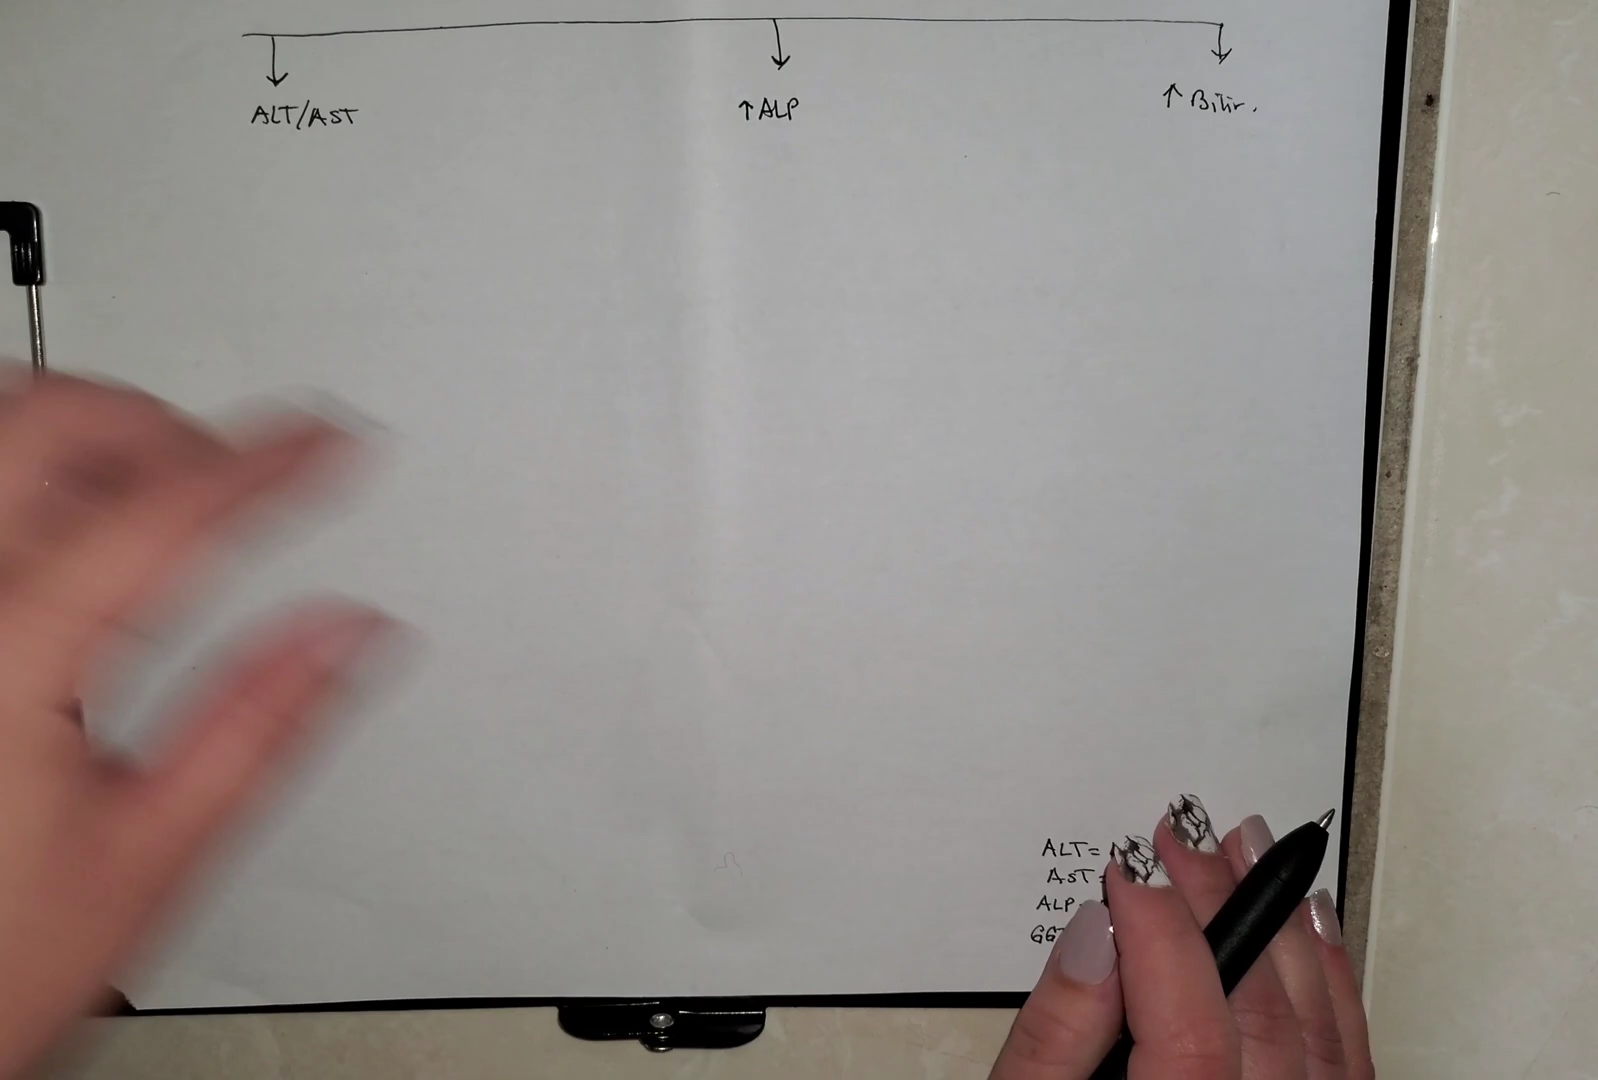 ALT/AST
↑ALP
↑ Bilir.
ALT=
AST=
ALP-